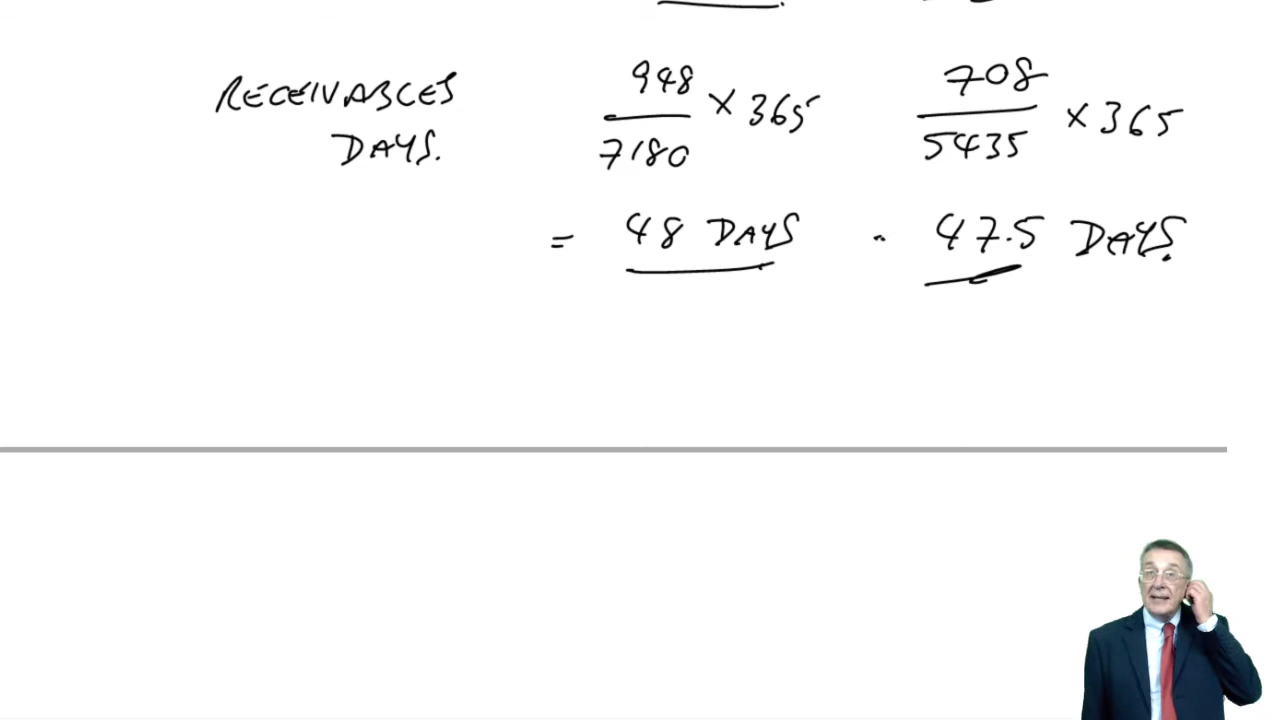 RECEIVABLES DAYS.
948 / 7180 × 365
708 / 5435 × 365
= 48 DAYS
47.5 DAYS.